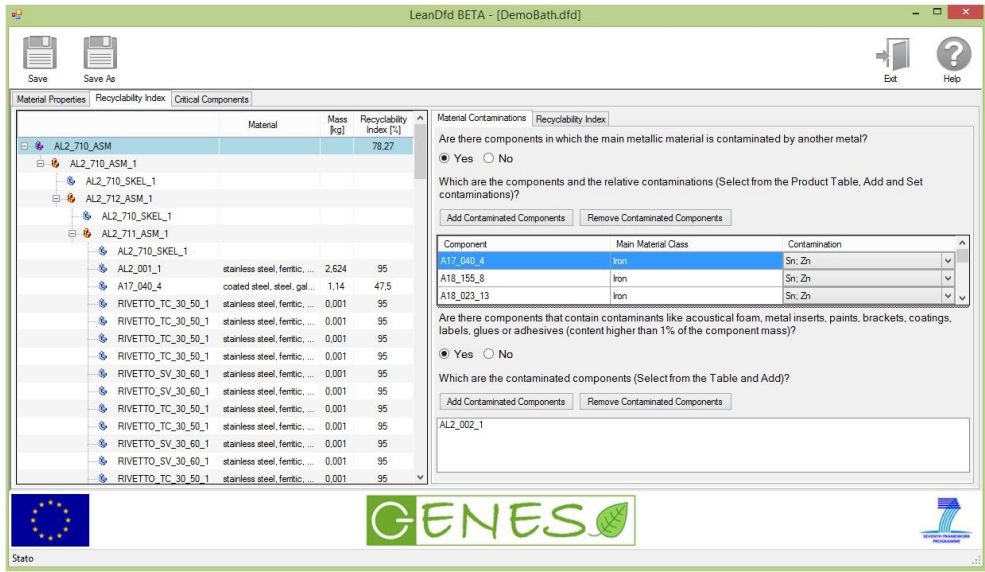 LeanDfd BETA - [DemoBath.dfd]
Save
Save As
Exit
Help
Material Properties
Recyclability Index
Critical Components
Material
Mass [kg]
Recyclability Index [%]
AL2_710_ASM 78,27
AL2_710_ASM_1
AL2_710_SKEL_1
AL2_712_ASM_1
AL2_710_SKEL_1
AL2_711_ASM_1
AL2_710_SKEL_1
AL2_001_1 stainless steel, ferritic, ... 2,624 95
A17_040_4 coated steel, steel, gal... 1,14 47,5
RIVETTO_TC_30_50_1 stainless steel, ferritic, ... 0,001 95
RIVETTO_TC_30_50_1 stainless steel, ferritic, ... 0,001 95
RIVETTO_TC_30_50_1 stainless steel, ferritic, ... 0,001 95
RIVETTO_TC_30_50_1 stainless steel, ferritic, ... 0,001 95
RIVETTO_SV_30_60_1 stainless steel, ferritic, ... 0,001 95
RIVETTO_SV_30_60_1 stainless steel, ferritic, ... 0,001 95
RIVETTO_TC_30_50_1 stainless steel, ferritic, ... 0,001 95
RIVETTO_SV_30_60_1 stainless steel, ferritic, ... 0,001 95
RIVETTO_SV_30_60_1 stainless steel, ferritic, ... 0,001 95
RIVETTO_TC_30_50_1 stainless steel, ferritic, ... 0,001 95
Material Contaminations
Recyclability Index
Are there components in which the main metallic material is contaminated by another metal?
Yes No
Which are the components and the relative contaminations (Select from the Product Table, Add and Set
contaminations)?
Add Contaminated Components
Remove Contaminated Components
Component Main Material Class Contamination
A17_040_4 Iron Sn; Zn
A18_155_8 Iron Sn; Zn
A18_023_13 Iron Sn; Zn
Are there components that contain contaminants like acoustical foam, metal inserts, paints, brackets, coatings,
labels, glues or adhesives (content higher than 1% of the component mass)?
Yes No
Which are the contaminated components (Select from the Table and Add)?
Add Contaminated Components
Remove Contaminated Components
AL2_002_1
GENESI
SEVENTH FRAMEWORK
PROGRAMME
Stato